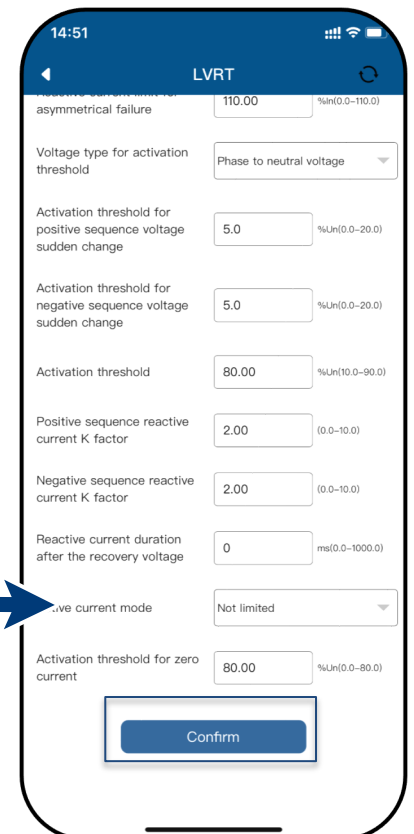 14:51
LVRT
asymmetrical failure
110.00
%In(0.0-110.0)
Voltage type for activation
threshold
Phase to neutral voltage
Activation threshold for
positive sequence voltage
sudden change
5.0
%Un(0.0-20.0)
Activation threshold for
negative sequence voltage
sudden change
5.0
%Un(0.0-20.0)
Activation threshold
80.00
%Un(10.0-90.0)
Positive sequence reactive
current K factor
2.00
(0.0-10.0)
Negative sequence reactive
current K factor
2.00
(0.0-10.0)
Reactive current duration
after the recovery voltage
0
ms(0.0-1000.0)
current mode
Not limited
Activation threshold for zero
current
80.00
%Un(0.0-80.0)
Confirm